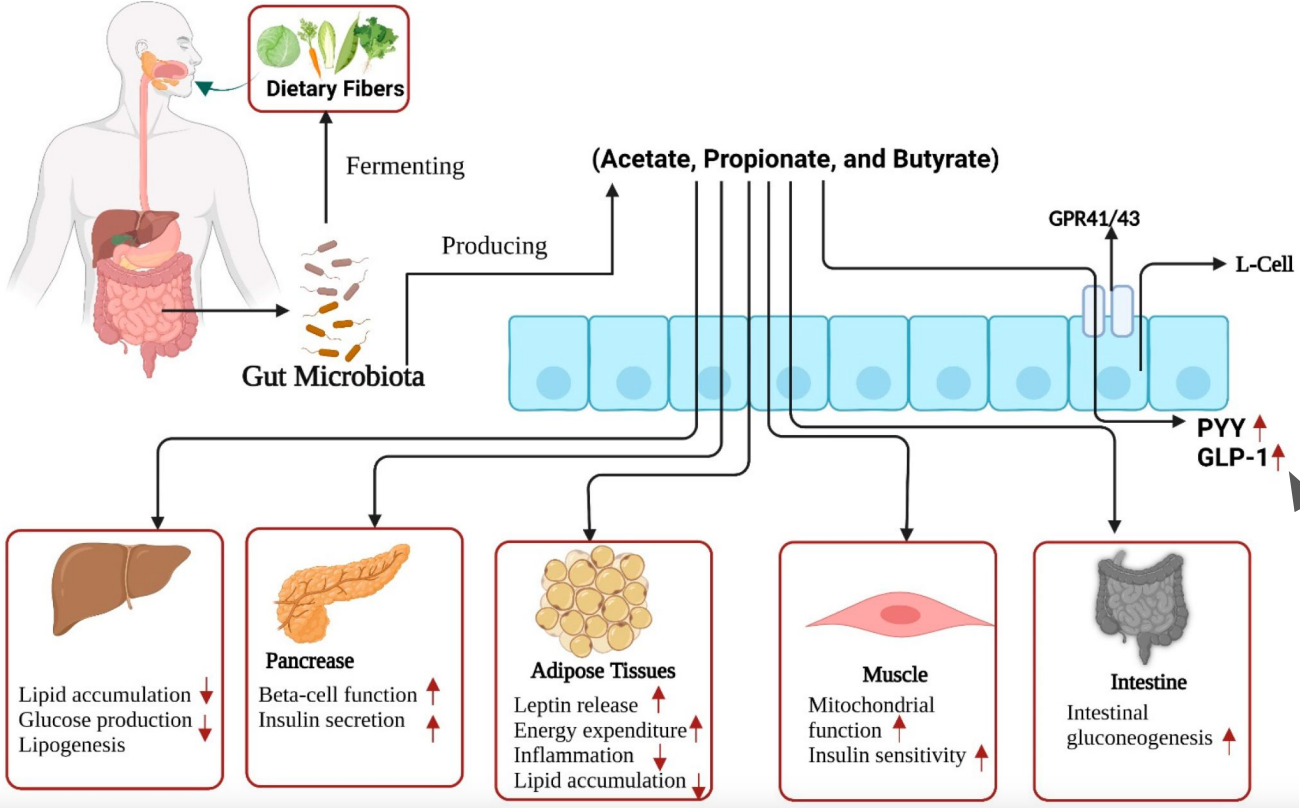 Dietary Fibers
Fermenting
(Acetate, Propionate, and Butyrate)
GPR41/43
Producing
L-Cell
Gut Microbiota
PYY
GLP-1
Lipid accumulation
Glucose production
Lipogenesis
Pancrease
Beta-cell function
Insulin secretion
Adipose Tissues
Leptin release
Energy expenditure
Inflammation
Lipid accumulation
Muscle
Mitochondrial
function
Insulin sensitivity
Intestine
Intestinal
gluconeogenesis